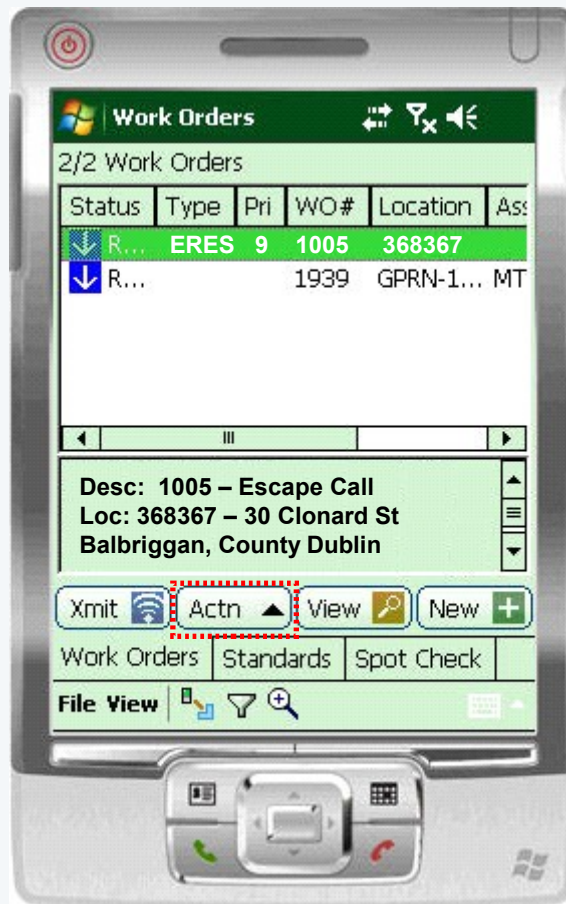 Work Orders
2/2 Work Orders
Status Type Pri WO# Location Ass
R... ERES 9 1005 368367
R... 1939 GPRN-1... MT
Desc: 1005 – Escape Call
Loc: 368367 – 30 Clonard St
Balbriggan, County Dublin
Xmit Actn View New
Work Orders Standards Spot Check
File View